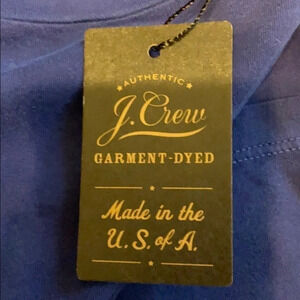 AUTHENTIC
J.Crew
GARMENT-DYED
Made in the
U.S. of A.